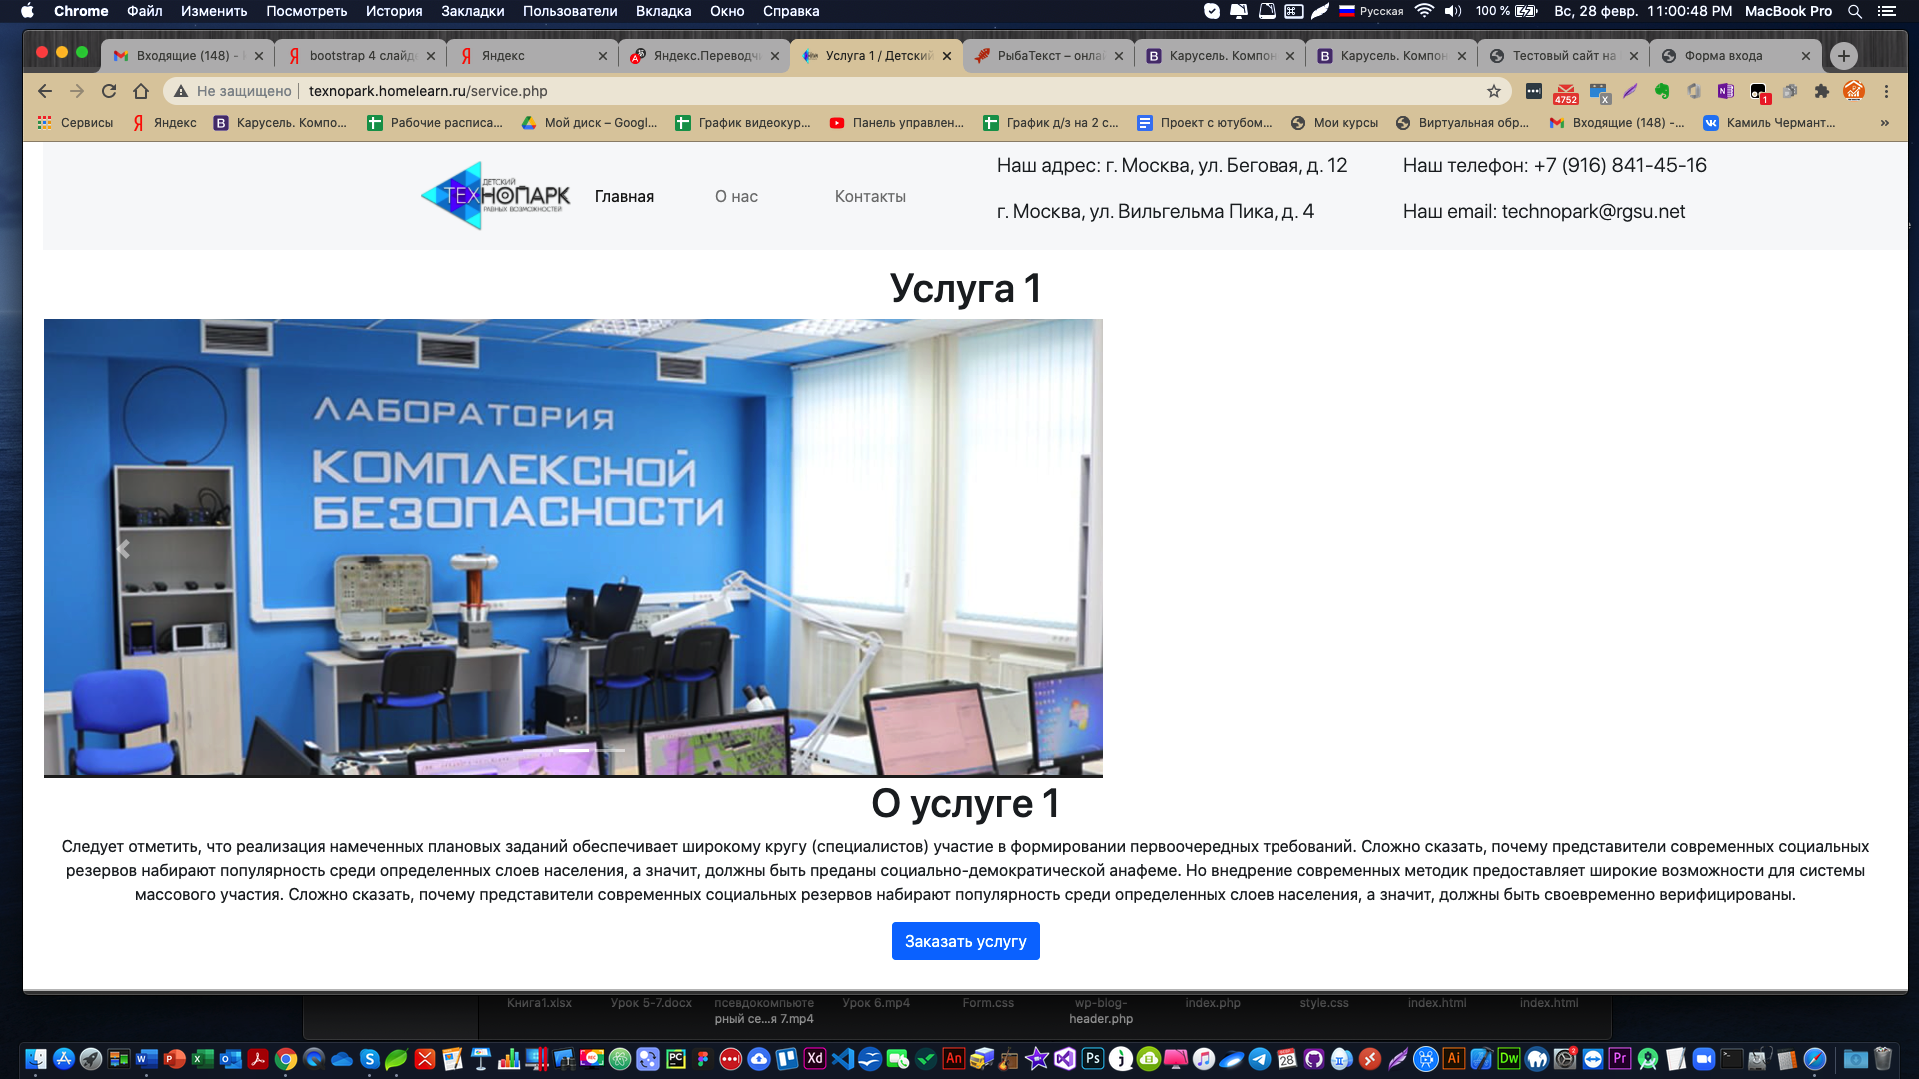 Chrome Файл Изменить Посмотреть История Закладки Пользователи Вкладка Окно Справка Русская 100 % Вс, 28 февр. 11:00:48 PM MacBook Pro
Входящие (148) - bootstrap 4 слайд Яндекс Яндекс.Переводч Услуга 1 / Детский РыбаТекст – онла Карусель. Компон Карусель. Компон Тестовый сайт на Форма входа
Не защищено texnopark.homelearn.ru/service.php 4752 X 1
Сервисы Яндекс Карусель. Компо... Рабочие расписа... Мой диск – Googl... График видеокур... Панель управлен... График д/з на 2 с... Проект с ютубом... Мои курсы Виртуальная обр... Входящие (148) -... Камиль Чермант... »
ДЕТСКИЙ
ТЕХНОПАРК
РАВНЫХ ВОЗМОЖНОСТЕЙ
Главная О нас Контакты
Наш адрес: г. Москва, ул. Беговая, д. 12
г. Москва, ул. Вильгельма Пика, д. 4
Наш телефон: +7 (916) 841-45-16
Наш email: technopark@rgsu.net
Услуга 1
ЛАБОРАТОРИЯ
КОМПЛЕКСНОЙ
БЕЗОПАСНОСТИ
О услуге 1
Следует отметить, что реализация намеченных плановых заданий обеспечивает широкому кругу (специалистов) участие в формировании первоочередных требований. Сложно сказать, почему представители современных социальных
резервов набирают популярность среди определенных слоев населения, а значит, должны быть преданы социально-демократической анафеме. Но внедрение современных методик предоставляет широкие возможности для системы
массового участия. Сложно сказать, почему представители современных социальных резервов набирают популярность среди определенных слоев населения, а значит, должны быть своевременно верифицированы.
Заказать услугу
Книга1.xlsx Урок 5-7.docx псевдокомпьюте Урок 6.mp4 Form.css wp-blog- index.php style.css index.html index.html
рный се...я 7.mp4 header.php